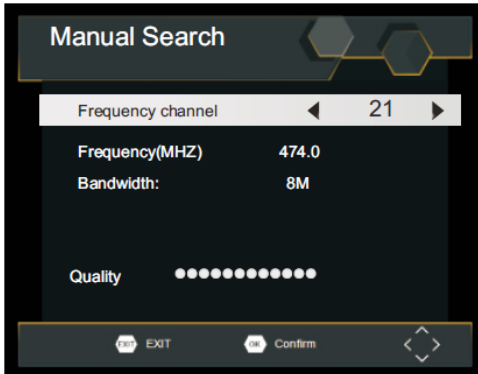 Manual Search
Frequency channel 21
Frequency(MHZ) 474.0
Bandwidth: 8M
Quality
EXIT EXIT OK Confirm